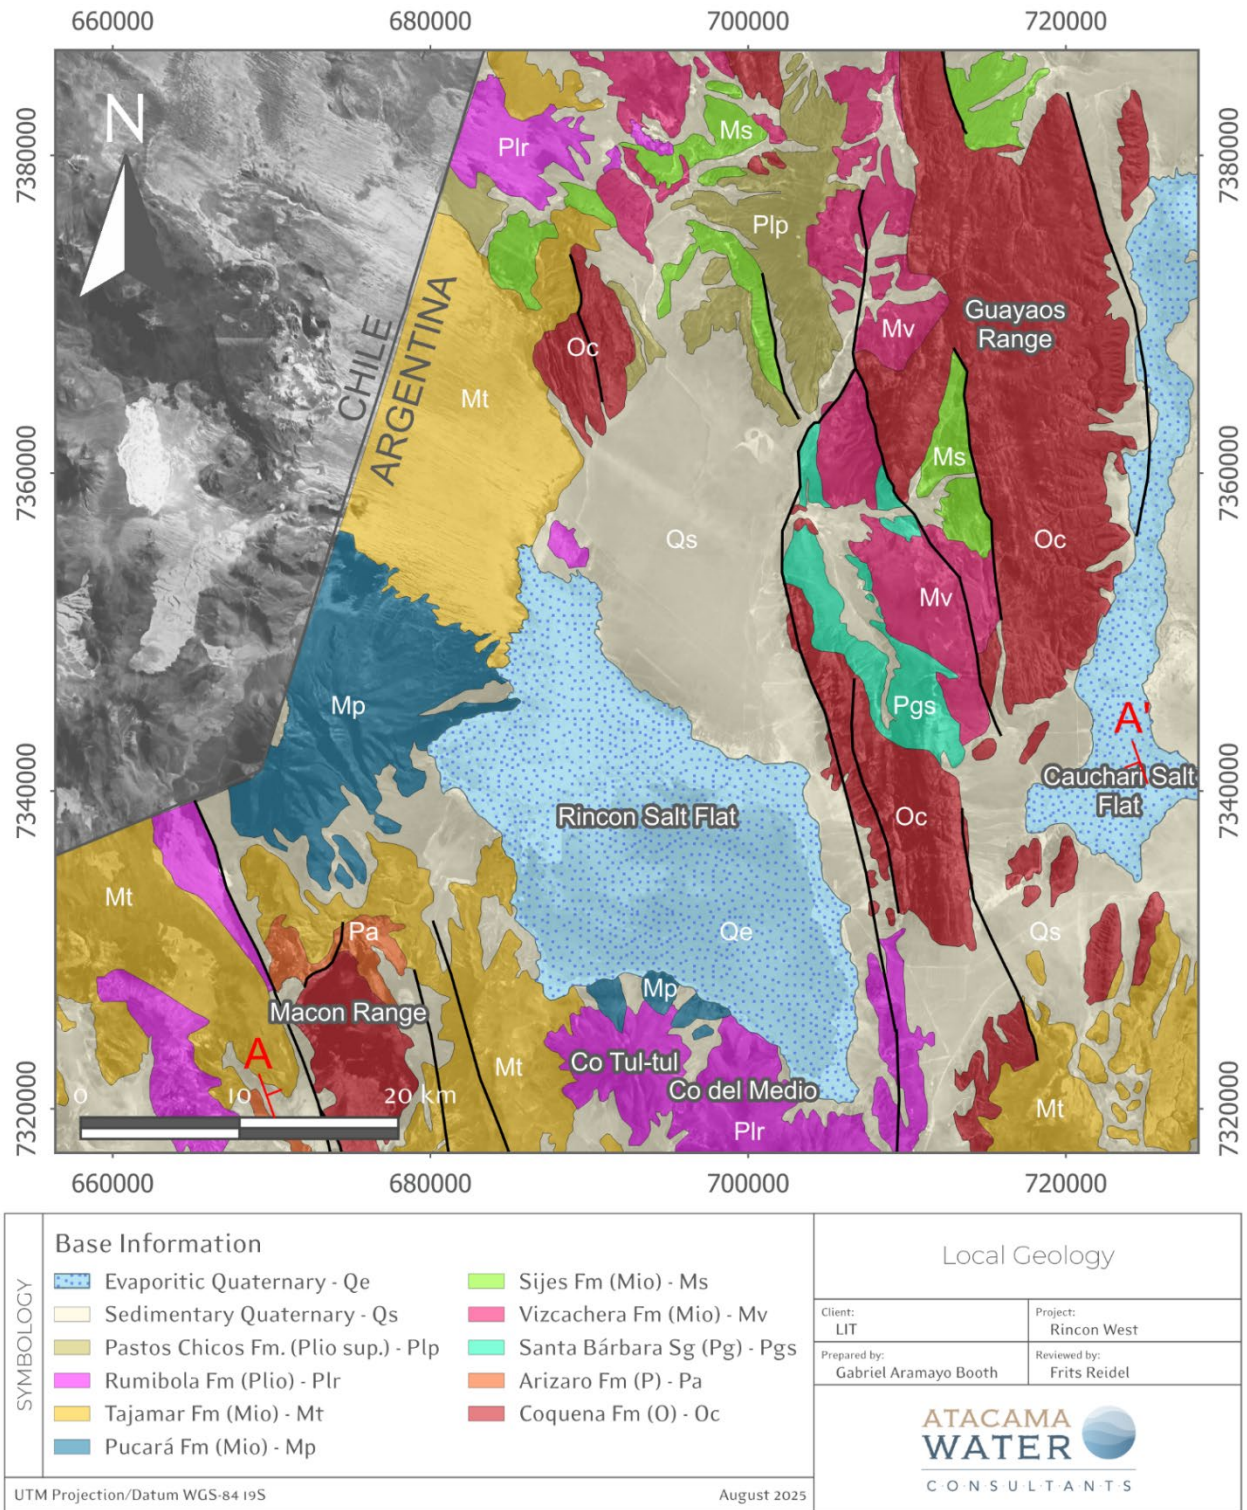 660000 680000 700000 720000
N
7380000
7380000
Plr
Ms
Plp
CHILE
ARGENTINA
Guayaos
Range
Mv
Oc
Mt
7360000
7360000
Ms
Qs
Oc
Mv
Mp
Pgs
A'
7340000
7340000
Cauchari Salt
Flat
Rincon Salt Flat
Oc
Mt
Pa
Qe
Qs
Macon Range
Mp
A
Co Tul-tul
Mt
Co del Medio
0 10 20 km
7320000
7320000
Plr
Mt
660000 680000 700000 720000
SYMBOLOGY
Base Information
Evaporitic Quaternary - Qe
Sedimentary Quaternary - Qs
Pastos Chicos Fm. (Plio sup.) - Plp
Rumibola Fm (Plio) - Plr
Tajamar Fm (Mio) - Mt
Pucará Fm (Mio) - Mp
Sijes Fm (Mio) - Ms
Vizcachera Fm (Mio) - Mv
Santa Bárbara Sg (Pg) - Pgs
Arizaro Fm (P) - Pa
Coquena Fm (O) - Oc
UTM Projection/Datum WGS-84 19S
August 2025
Local Geology
Client:
LIT
Project:
Rincon West
Prepared by:
Gabriel Aramayo Booth
Reviewed by:
Frits Reidel
ATACAMA
WATER
CONSULTANTS